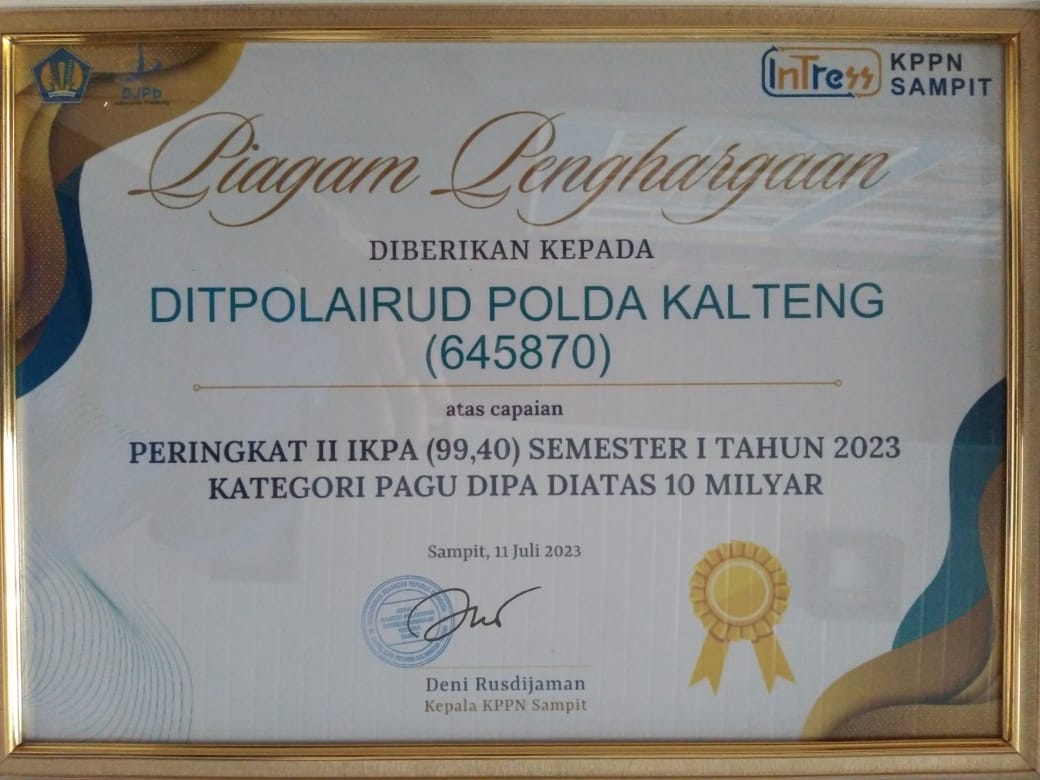 DJPb
InTress
KPPN
SAMPIT
Piagam Penghargaan
DIBERIKAN KEPADA
DITPOLAIRUD POLDA KALTENG
(645870)
atas capaian
PERINGKAT II IKPA (99,40) SEMESTER I TAHUN 2023
KATEGORI PAGU DIPA DIATAS 10 MILYAR
Sampit, 11 Juli 2023
Deni Rusdijaman
Kepala KPPN Sampit